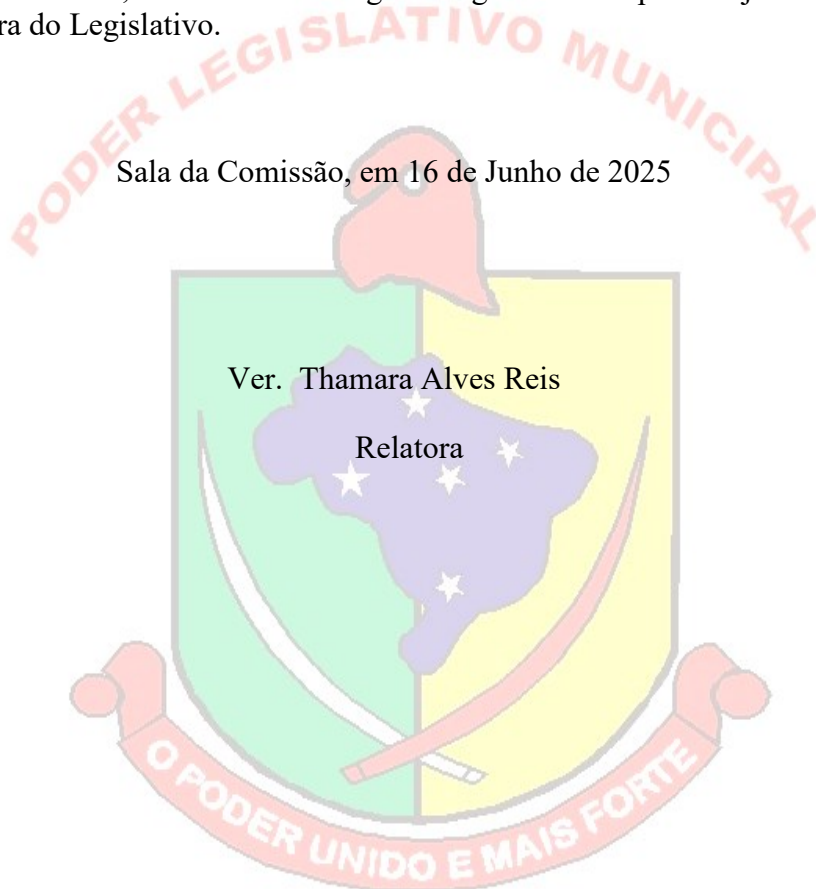 ra do Legislativo.
PODER LEGISLATIVO MUNICIPAL
Sala da Comissão, em 16 de Junho de 2025
Ver. Thamara Alves Reis
Relatora
O PODER UNIDO E MAIS FORTE